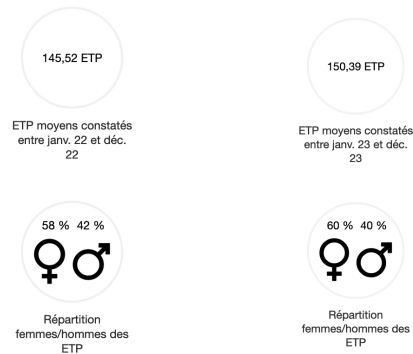 145,52 ETP
ETP moyens constatés
entre janv. 22 et déc.
22
150,39 ETP
ETP moyens constatés
entre janv. 23 et déc.
23
58 % 42 %
Répartition
femmes/hommes des
ETP
60 % 40 %
Répartition
femmes/hommes des
ETP